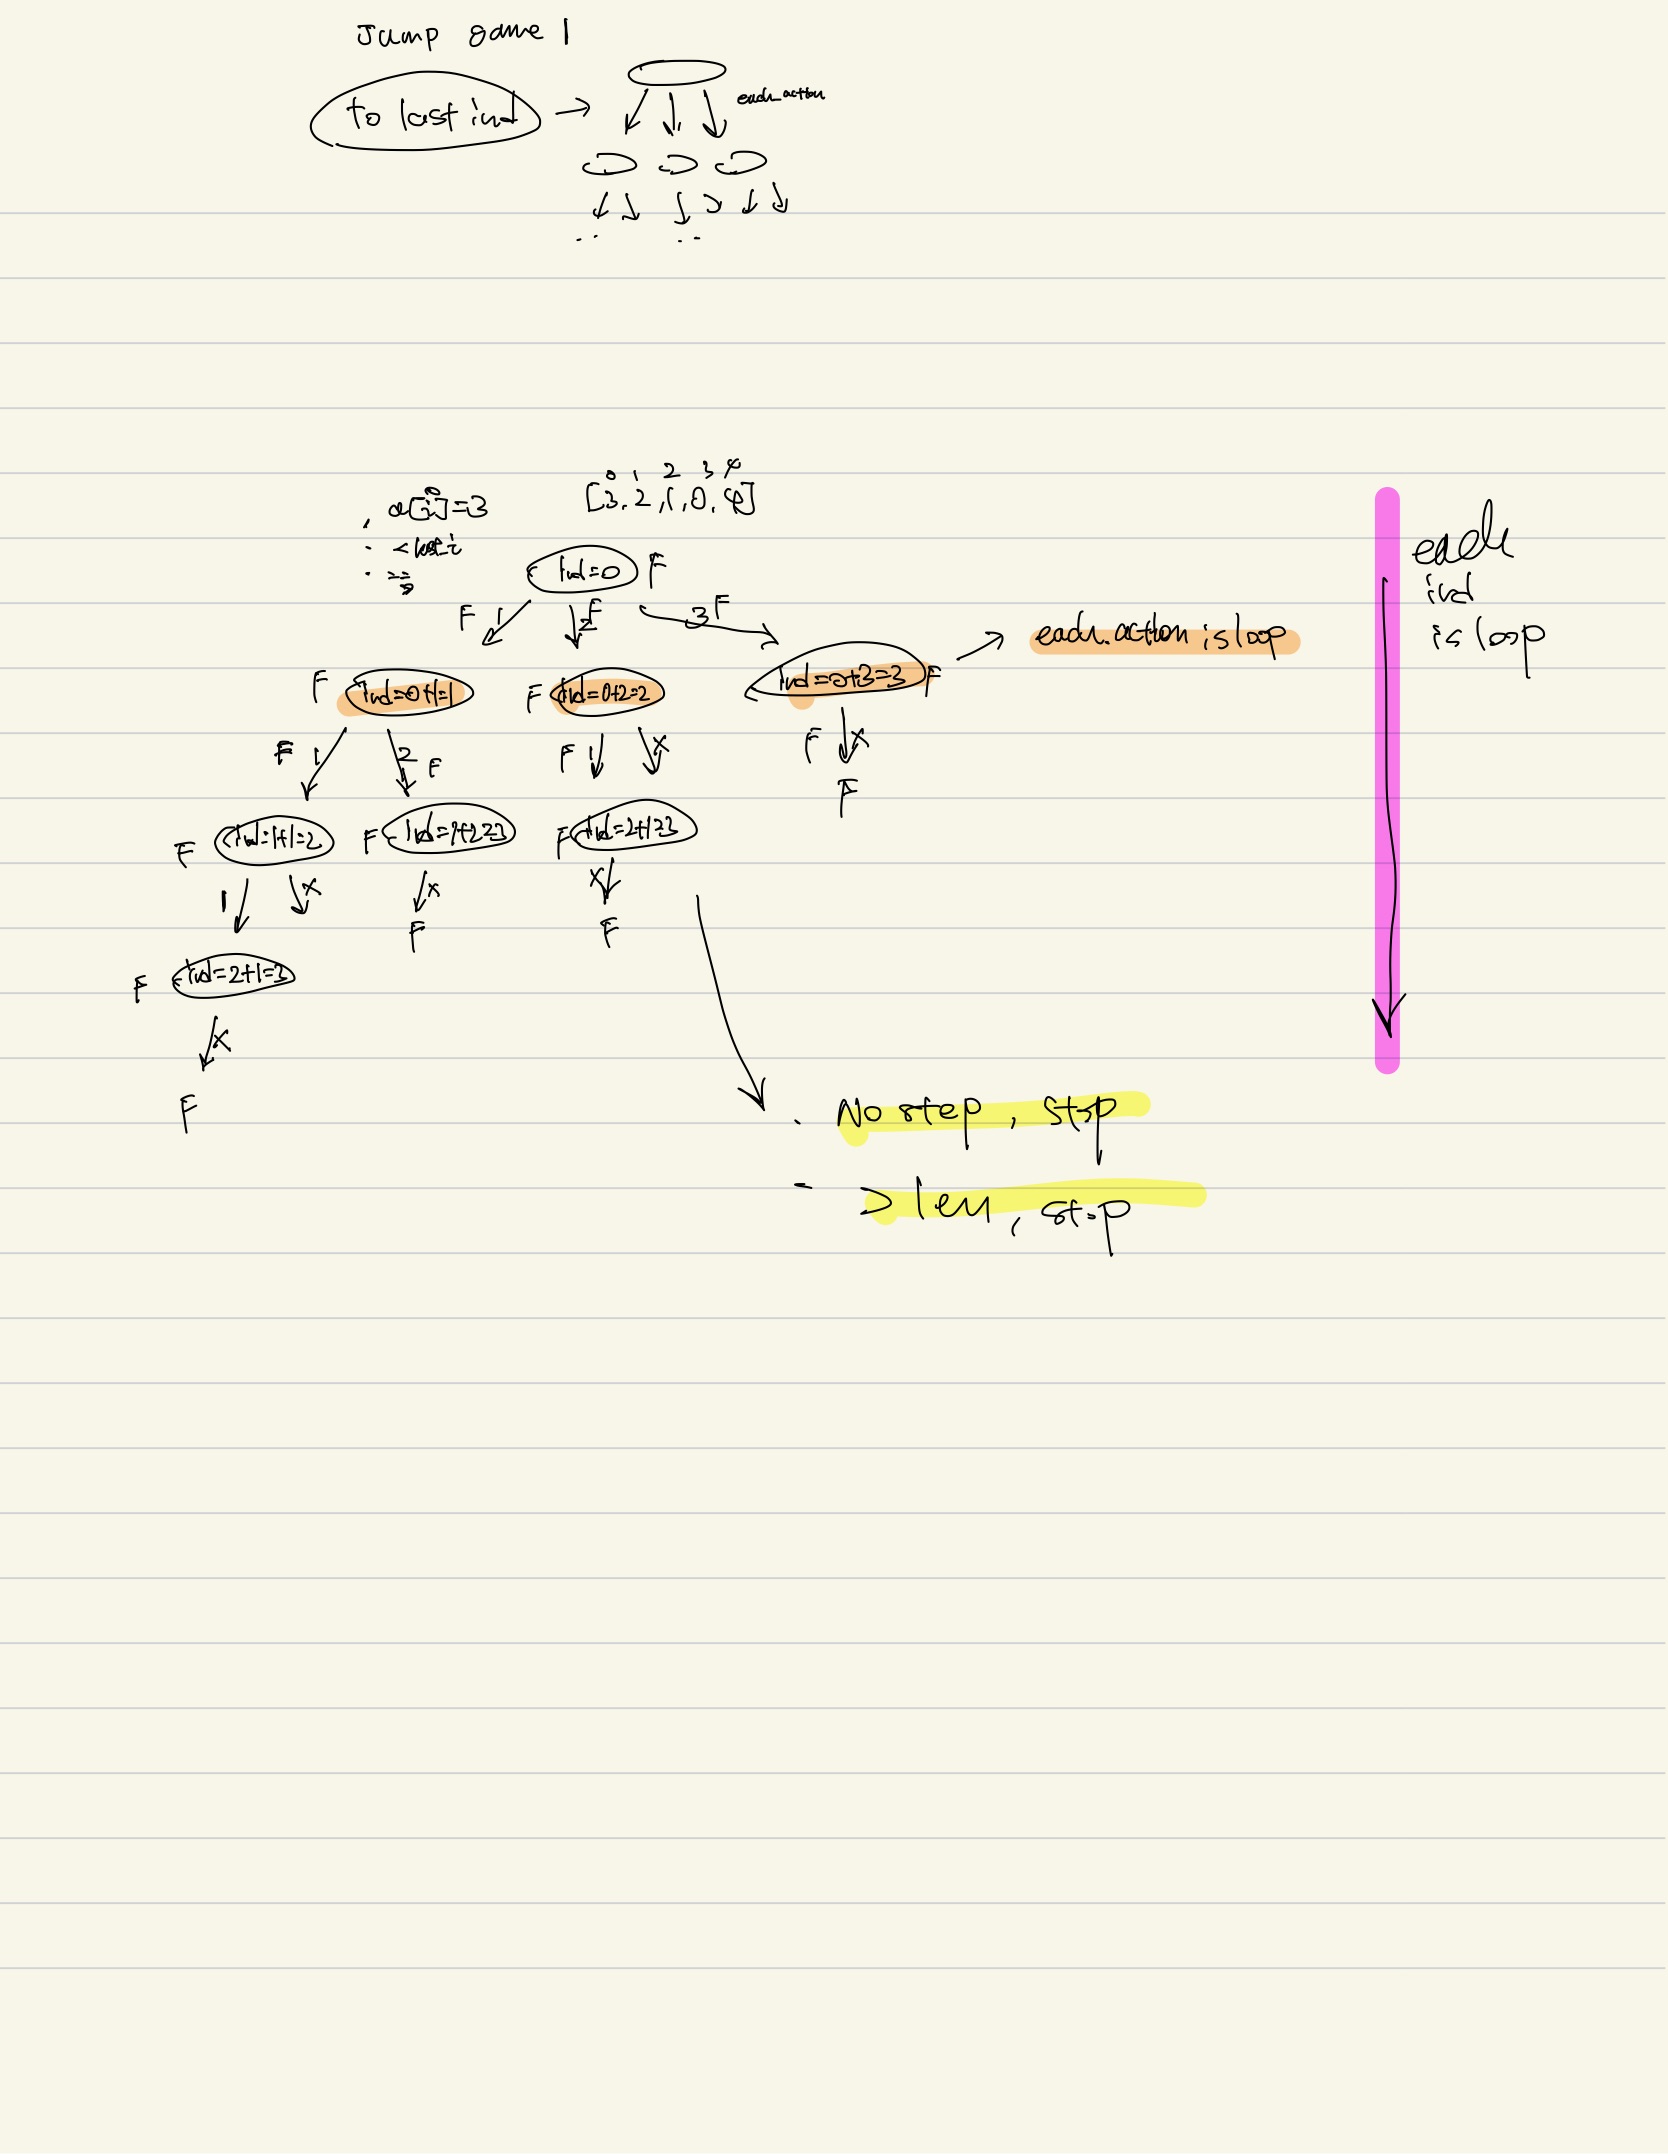 Jump game 1
to last ind →
each_action
0 1 2 3 4
[3, 2, 1, 0, 4]
a[i]=3
ind=0 F
F 1
2 F
3 F
F ind=0+1=1
F ind=0+2=2
ind=0+3=3 F
each action is loop
each
ind
is loop
F 1
2 F
F 1
X
F X
F
F ind=1+1=2
F ind=1+2=3
F ind=2+1=3
1
X
X
F
X
F
F ind=2+1=3
X
F
· No step, stop
- > len, stop